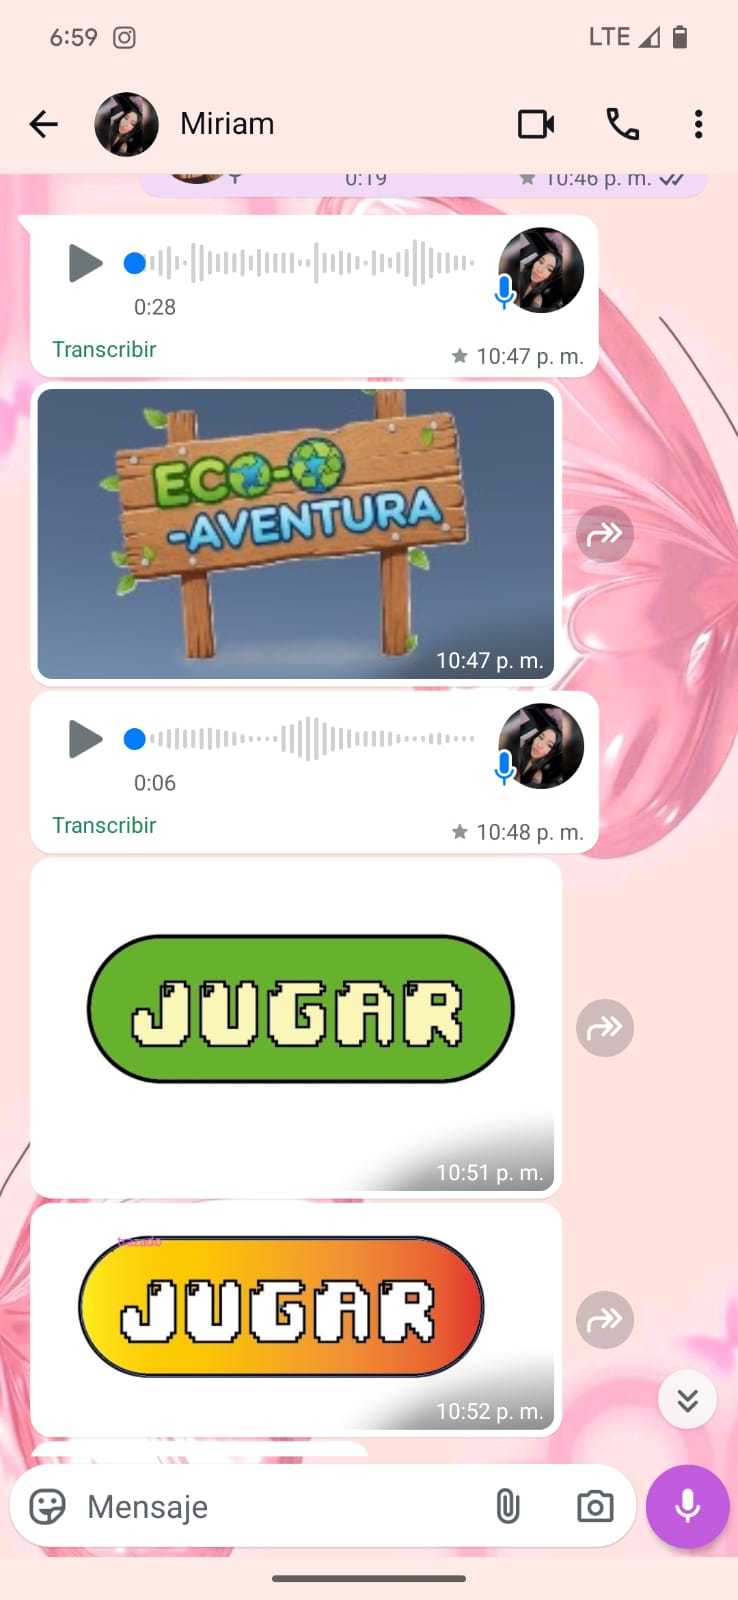 6:59
LTE
Miriam
0:19
10:46 p. m.
0:28
Transcribir
10:47 p. m.
ECO-
-AVENTURA
10:47 p. m.
0:06
Transcribir
10:48 p. m.
JUGAR
10:51 p. m.
trazado
JUGAR
10:52 p. m.
Mensaje